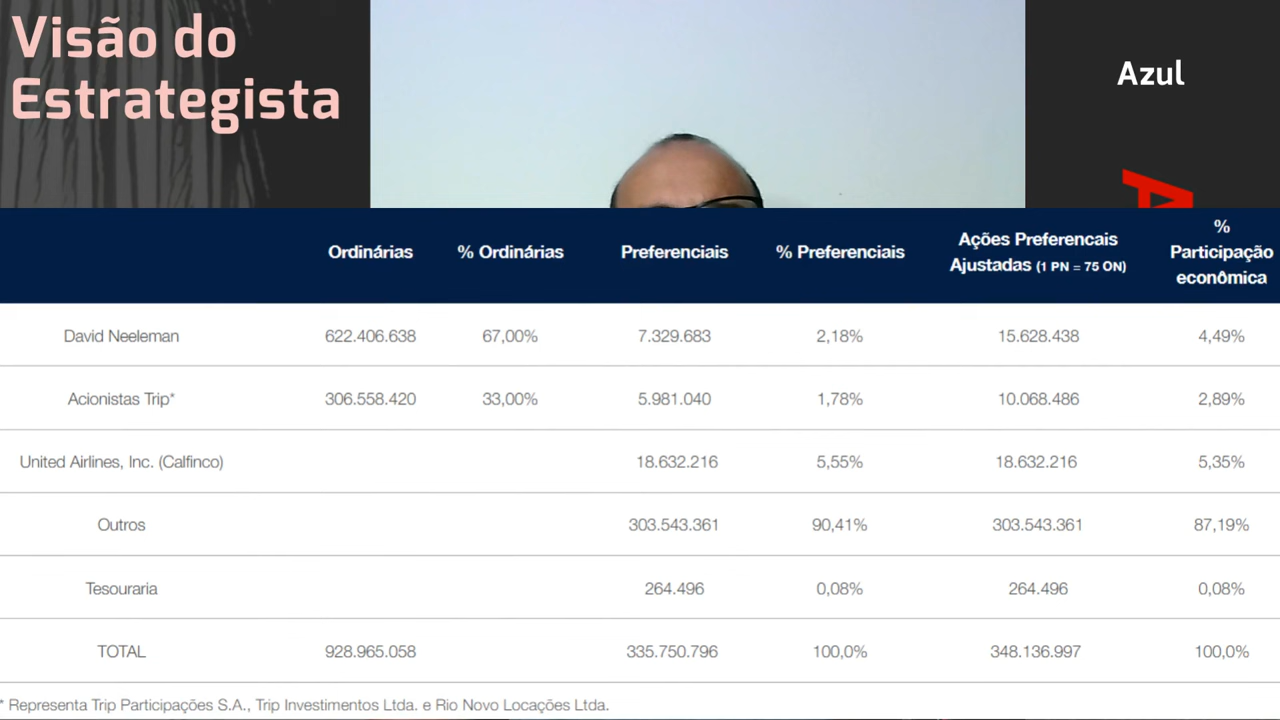 Visão do
Estrategista
Azul
A
Ordinárias % Ordinárias Preferenciais % Preferenciais Ações Preferencais Ajustadas (1 PN = 75 ON) % Participação econômica
David Neeleman 622.406.638 67,00% 7.329.683 2,18% 15.628.438 4,49%
Acionistas Trip* 306.558.420 33,00% 5.981.040 1,78% 10.068.486 2,89%
United Airlines, Inc. (Calfinco) 18.632.216 5,55% 18.632.216 5,35%
Outros 303.543.361 90,41% 303.543.361 87,19%
Tesouraria 264.496 0,08% 264.496 0,08%
TOTAL 928.965.058 335.750.796 100,0% 348.136.997 100,0%
* Representa Trip Participações S.A., Trip Investimentos Ltda. e Rio Novo Locações Ltda.